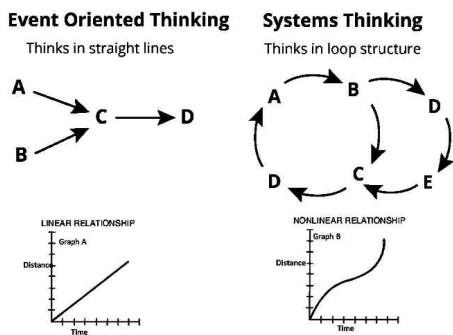 Event Oriented Thinking
Thinks in straight lines
A
B
C
D
LINEAR RELATIONSHIP
Graph A
Distance
Time
Systems Thinking
Thinks in loop structure
A
B
D
D
C
E
NONLINEAR RELATIONSHIP
Graph B
Distance
Time